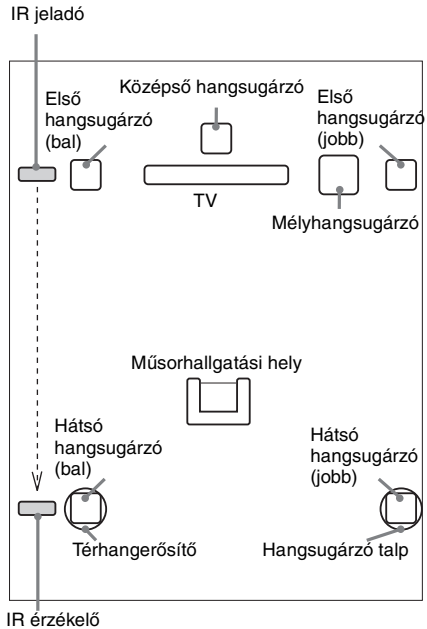 IR jeladó
Középső hangsugárzó
Első
hangsugárzó
(bal)
Első
hangsugárzó
(jobb)
TV
Mélyhangsugárzó
Műsorhallgatási hely
Hátsó
hangsugárzó
(bal)
Hátsó
hangsugárzó
(jobb)
Térhangerősítő
Hangsugárzó talp
IR érzékelő